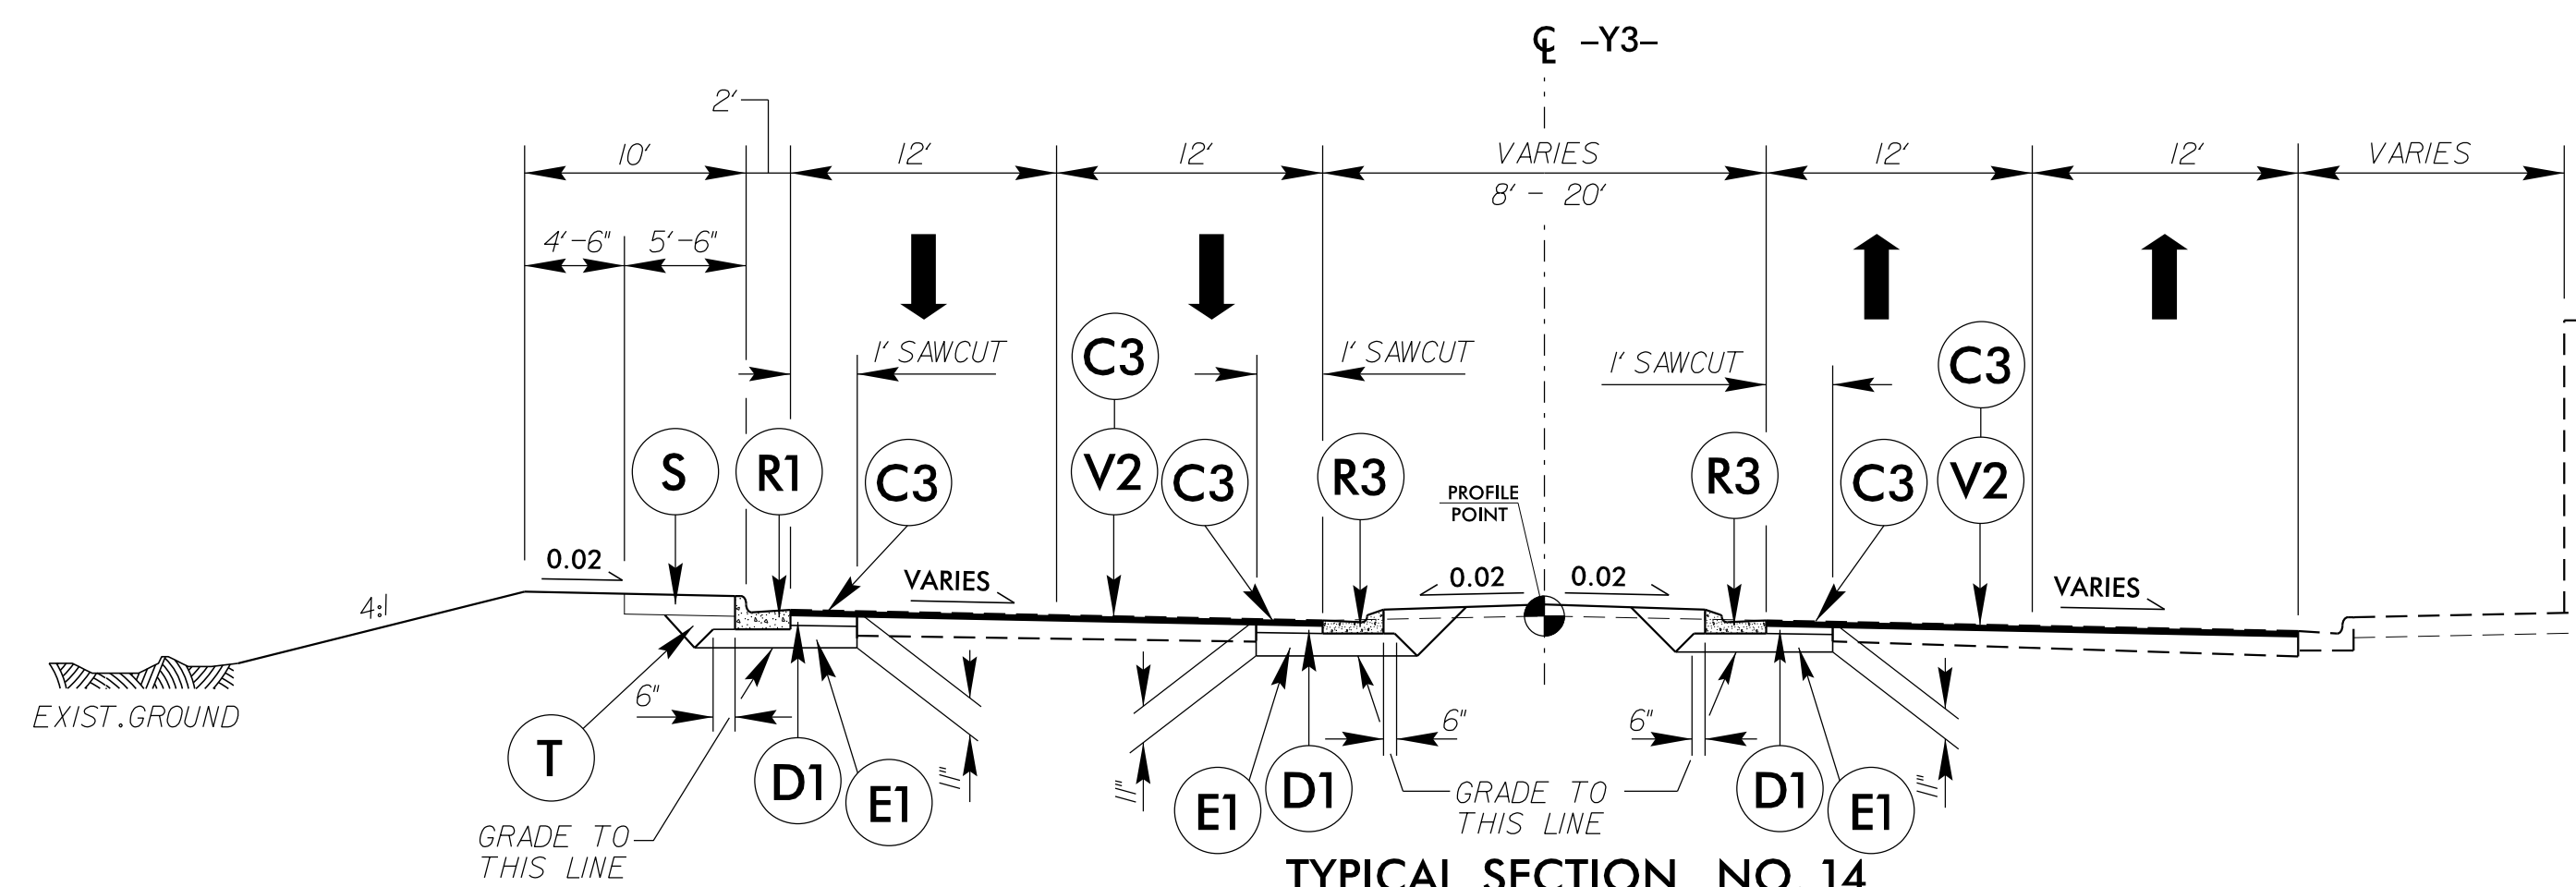 ℄ -Y3-
2'
10' 12' 12' VARIES 12' 12' VARIES
8' - 20'
4'-6" 5'-6"
1' SAWCUT 1' SAWCUT 1' SAWCUT
C3 C3
S R1 C3 V2 C3 R3 R3 C3 V2
PROFILE
POINT
0.02 VARIES 0.02 0.02 VARIES
4:1
EXIST. GROUND
6" 6" 6"
T D1 E1 11" 11" E1 D1 D1 E1 11"
GRADE TO
THIS LINE
GRADE TO
THIS LINE
TYPICAL SECTION NO. 14